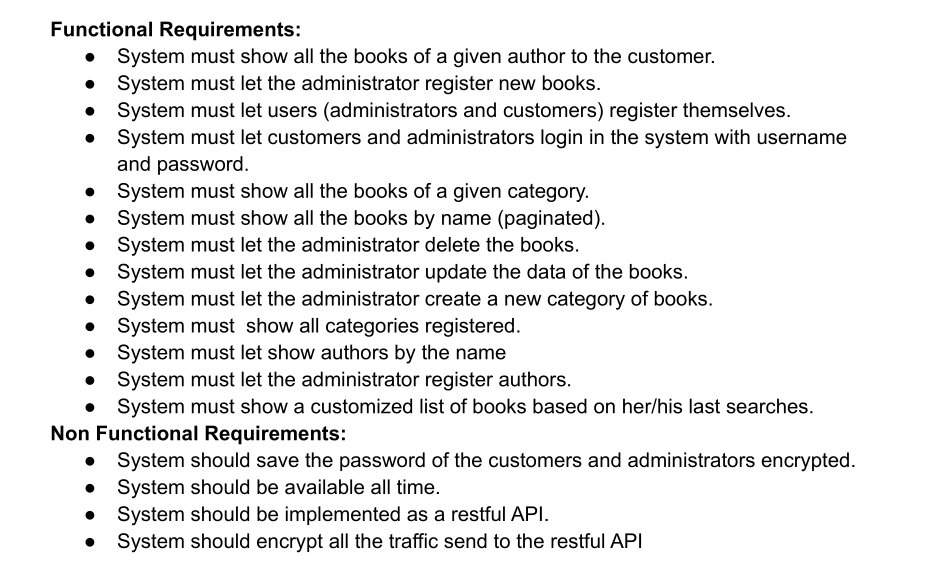 Functional Requirements:
● System must show all the books of a given author to the customer.
● System must let the administrator register new books.
● System must let users (administrators and customers) register themselves.
● System must let customers and administrators login in the system with username
and password.
● System must show all the books of a given category.
● System must show all the books by name (paginated).
● System must let the administrator delete the books.
● System must let the administrator update the data of the books.
● System must let the administrator create a new category of books.
● System must  show all categories registered.
● System must let show authors by the name
● System must let the administrator register authors.
● System must show a customized list of books based on her/his last searches.
Non Functional Requirements:
● System should save the password of the customers and administrators encrypted.
● System should be available all time.
● System should be implemented as a restful API.
● System should encrypt all the traffic send to the restful API